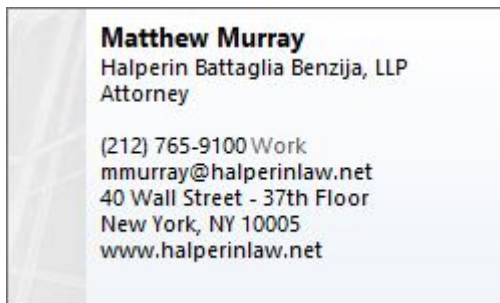 Matthew Murray
Halperin Battaglia Benzija, LLP
Attorney
(212) 765-9100 Work
mmurray@halperinlaw.net
40 Wall Street - 37th Floor
New York, NY 10005
www.halperinlaw.net